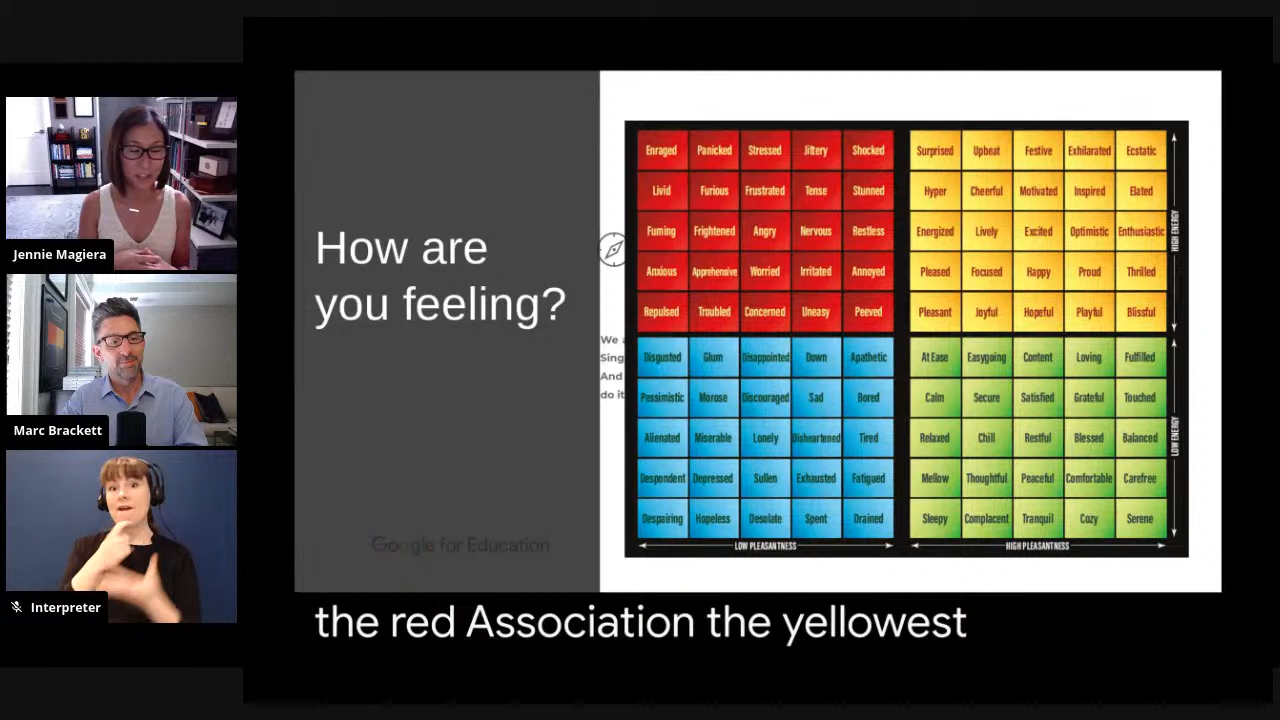 Jennie Magiera
Marc Brackett
Interpreter
How are
you feeling?
Google for Education
We
Sing
And
do it
Enraged Panicked Stressed Jittery Shocked
Livid Furious Frustrated Tense Stunned
Fuming Frightened Angry Nervous Restless
Anxious Apprehensive Worried Irritated Annoyed
Repulsed Troubled Concerned Uneasy Peeved
Surprised Upbeat Festive Exhilarated Ecstatic
Hyper Cheerful Motivated Inspired Elated
Energized Lively Excited Optimistic Enthusiastic
Pleased Focused Happy Proud Thrilled
Pleasant Joyful Hopeful Playful Blissful
HIGH ENERGY
Disgusted Glum Disappointed Down Apathetic
Pessimistic Morose Discouraged Sad Bored
Alienated Miserable Lonely Disheartened Tired
Despondent Depressed Sullen Exhausted Fatigued
Despairing Hopeless Desolate Spent Drained
LOW PLEASANTNESS
At Ease Easygoing Content Loving Fulfilled
Calm Secure Satisfied Grateful Touched
Relaxed Chill Restful Blessed Balanced
Mellow Thoughtful Peaceful Comfortable Carefree
Sleepy Complacent Tranquil Cozy Serene
LOW ENERGY
HIGH PLEASANTNESS
the red Association the yellowest